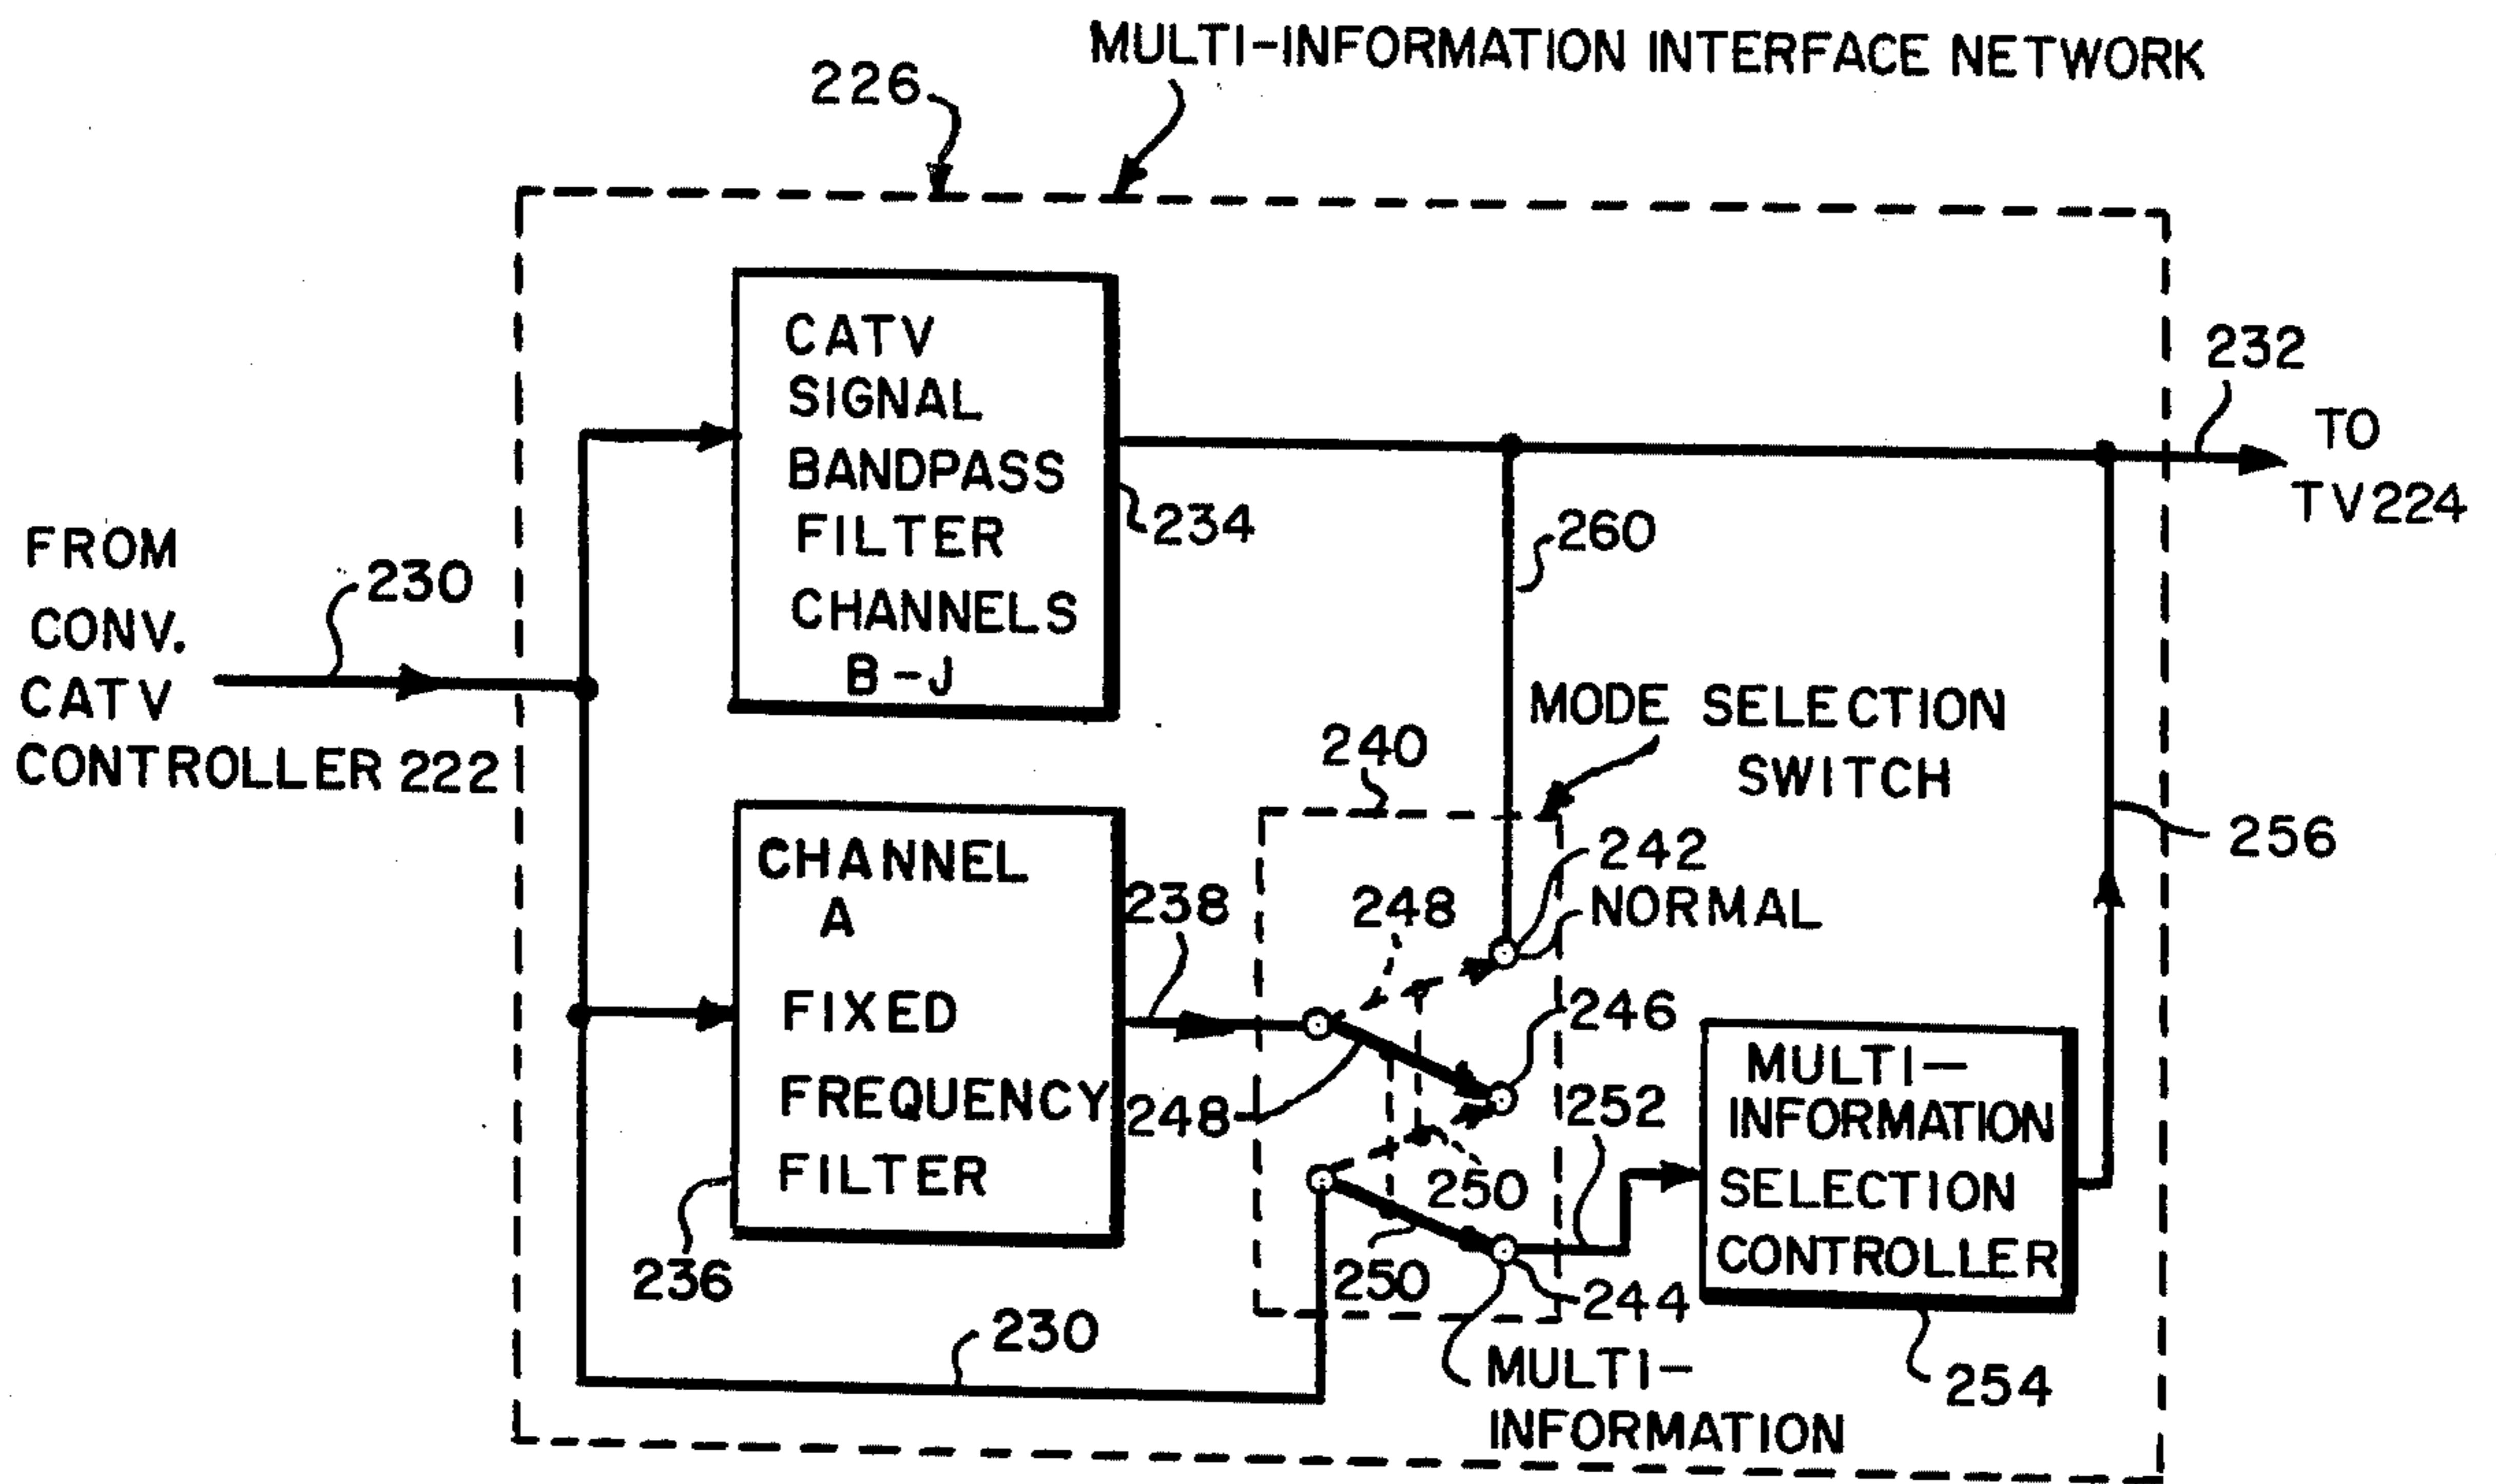 MULTI-INFORMATION INTERFACE NETWORK
226
CATV
SIGNAL
BANDPASS
FILTER
CHANNELS
B-J
234
232
TO
TV224
260
FROM
CONV.
CATV
CONTROLLER 222
230
MODE SELECTION
SWITCH
240
CHANNEL
A
FIXED
FREQUENCY
FILTER
236
238
248
242
NORMAL
246
248
250
252
250
244
MULTI-
INFORMATION
MULTI-
INFORMATION
SELECTION
CONTROLLER
254
256
230